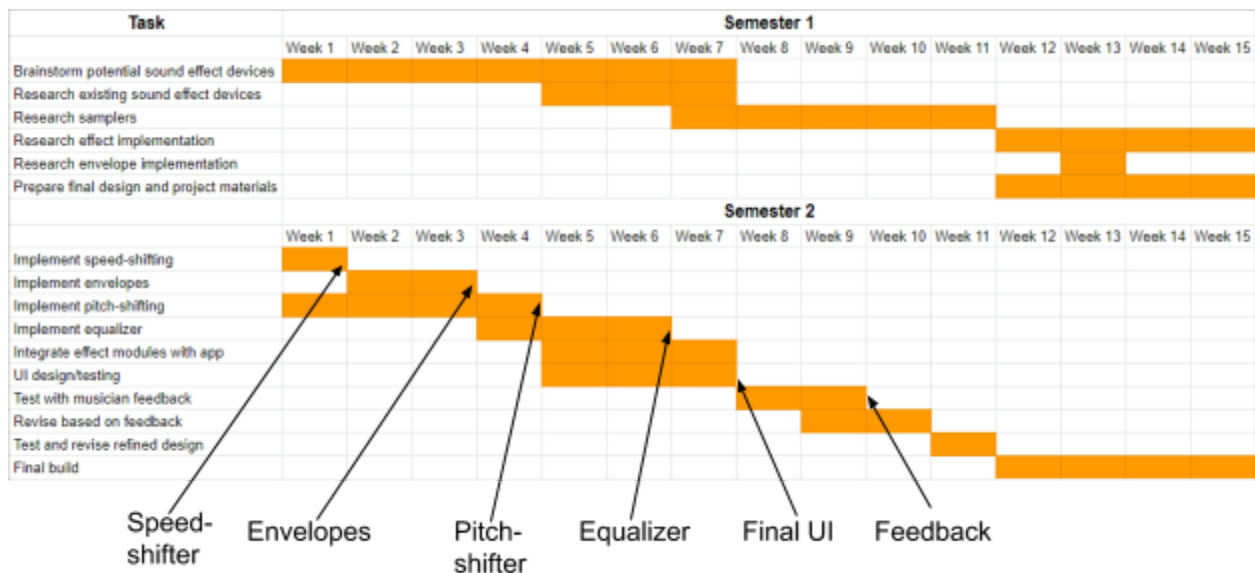 Task Semester 1
Week 1 Week 2 Week 3 Week 4 Week 5 Week 6 Week 7 Week 8 Week 9 Week 10 Week 11 Week 12 Week 13 Week 14 Week 15
Brainstorm potential sound effect devices
Research existing sound effect devices
Research samplers
Research effect implementation
Research envelope implementation
Prepare final design and project materials
Semester 2
Week 1 Week 2 Week 3 Week 4 Week 5 Week 6 Week 7 Week 8 Week 9 Week 10 Week 11 Week 12 Week 13 Week 14 Week 15
Implement speed-shifting
Implement envelopes
Implement pitch-shifting
Implement equalizer
Integrate effect modules with app
UI design/testing
Test with musician feedback
Revise based on feedback
Test and revise refined design
Final build
Speed-
shifter
Envelopes
Pitch-
shifter
Equalizer
Final UI
Feedback